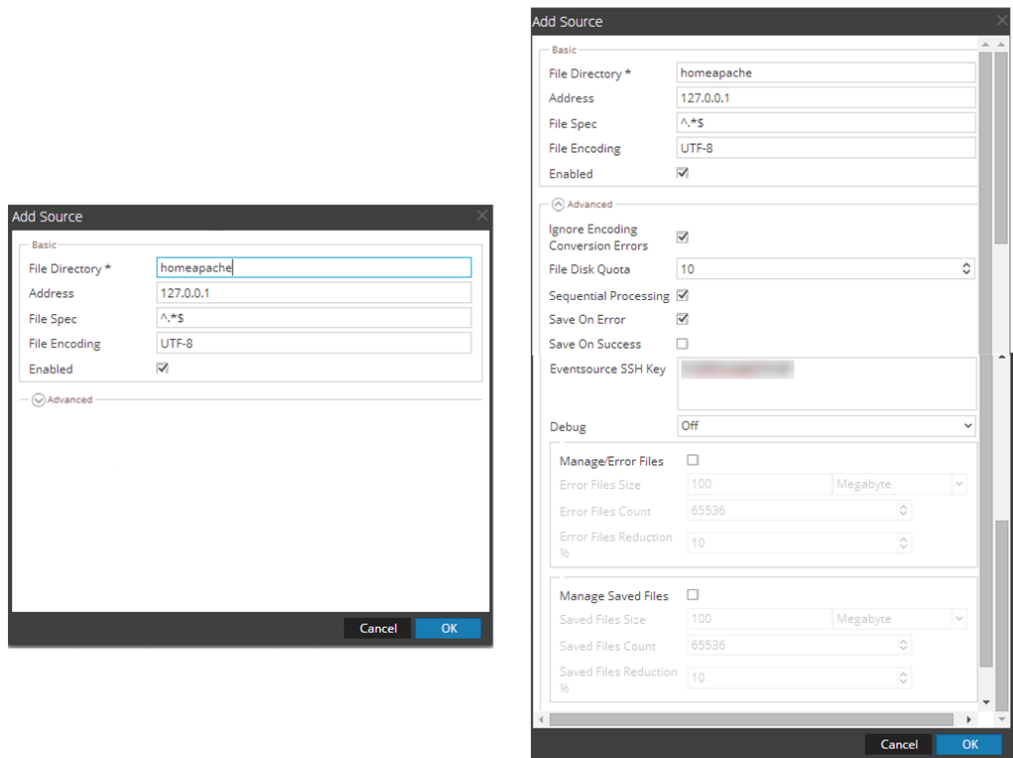 Add Source
Basic
File Directory * homeapache
Address 127.0.0.1
File Spec ^.*$
File Encoding UTF-8
Enabled
Advanced
Cancel OK
Add Source
Basic
File Directory * homeapache
Address 127.0.0.1
File Spec ^.*$
File Encoding UTF-8
Enabled
Advanced
Ignore Encoding
Conversion Errors
File Disk Quota 10
Sequential Processing
Save On Error
Save On Success
Eventsource SSH Key
Debug Off
Manage/Error Files
Error Files Size 100 Megabyte
Error Files Count 65536
Error Files Reduction
% 10
Manage Saved Files
Saved Files Size 100 Megabyte
Saved Files Count 65536
Saved Files Reduction
% 10
Cancel OK